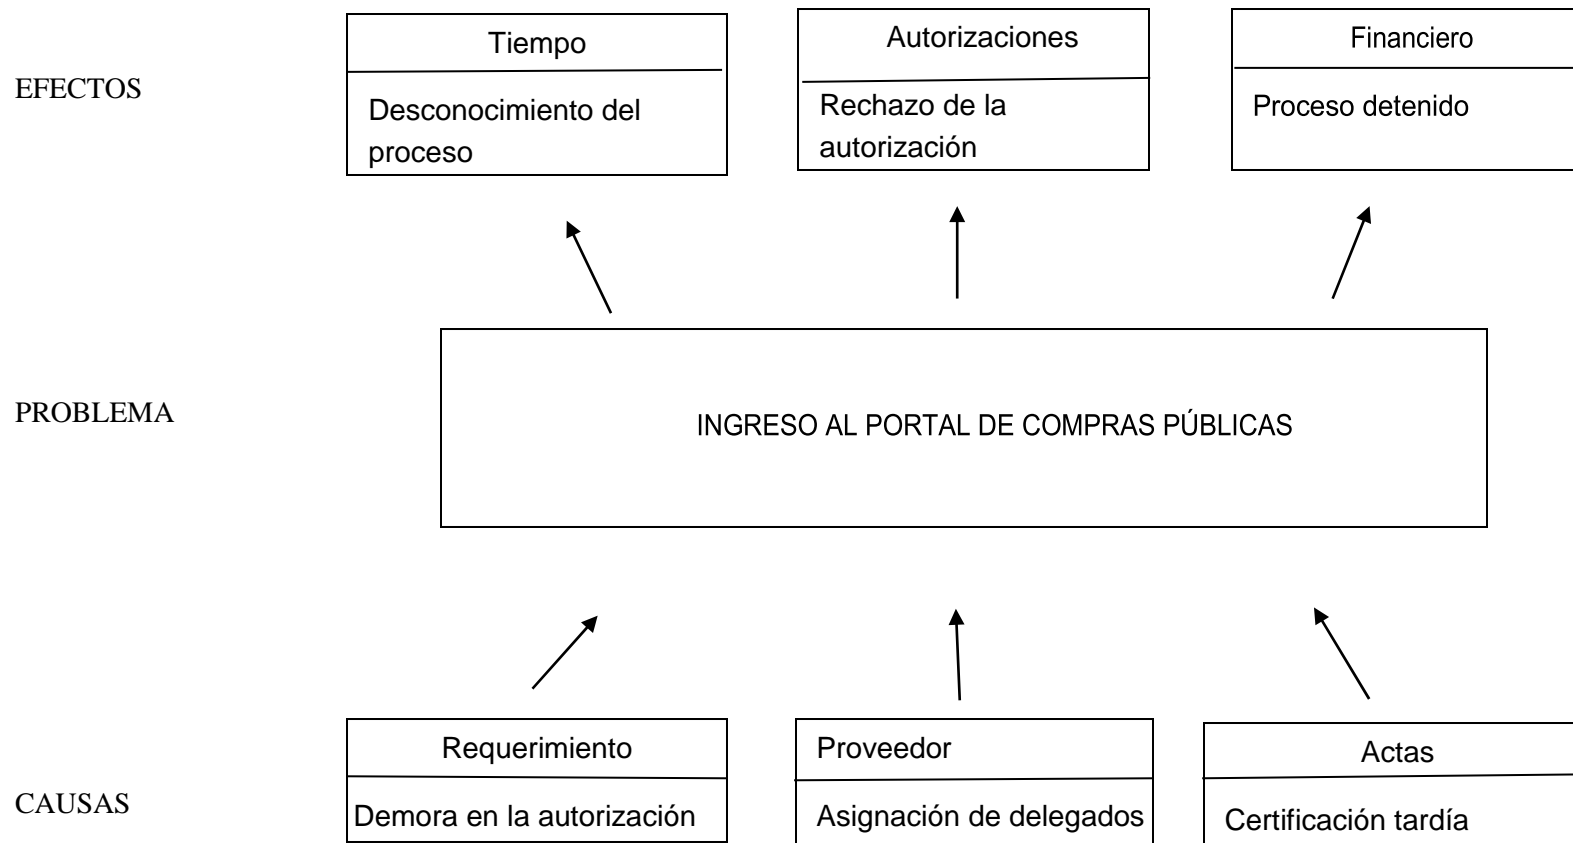 Tiempo
Autorizaciones
Financiero
EFECTOS
Desconocimiento del
proceso
Rechazo de la
autorización
Proceso detenido
PROBLEMA
INGRESO AL PORTAL DE COMPRAS PÚBLICAS
Requerimiento
Proveedor
Actas
CAUSAS
Demora en la autorización
Asignación de delegados
Certificación tardía